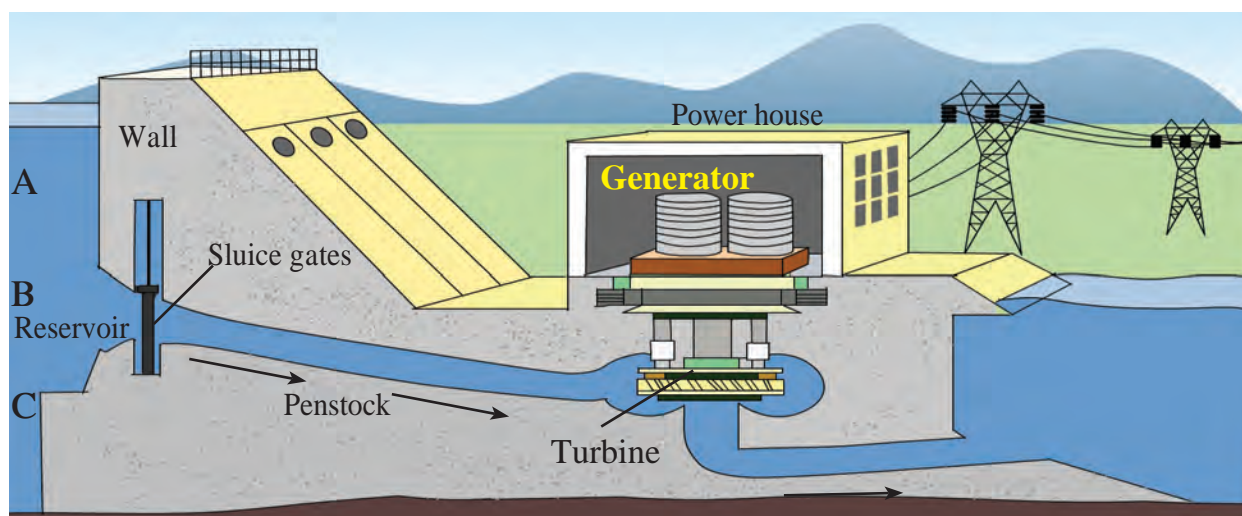 Power house
Wall
Generator
A
Sluice gates
B
Reservoir
C
Penstock
Turbine